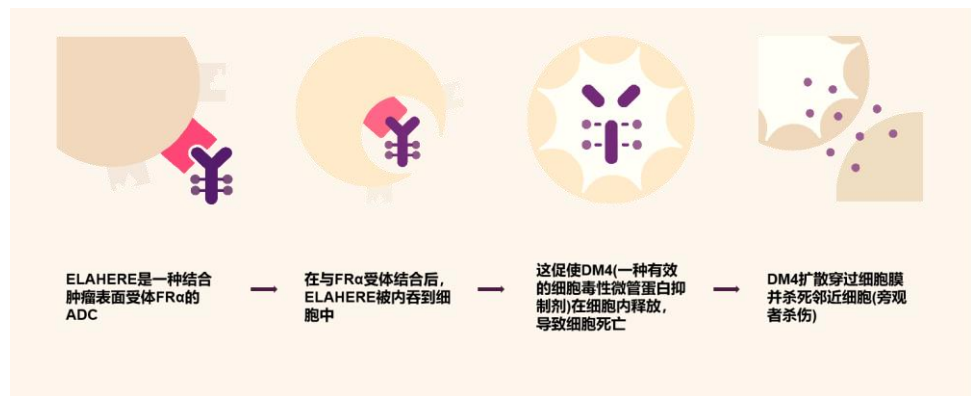 ELAHERE是一种结合
肿瘤表面受体FRα的
ADC
在与FRα受体结合后，
ELAHERE被内吞到细
胞中
这促使DM4(一种有效
的细胞毒性微管蛋白抑
制剂)在细胞内释放，
导致细胞死亡
DM4扩散穿过细胞膜
并杀死邻近细胞(旁观
者杀伤)